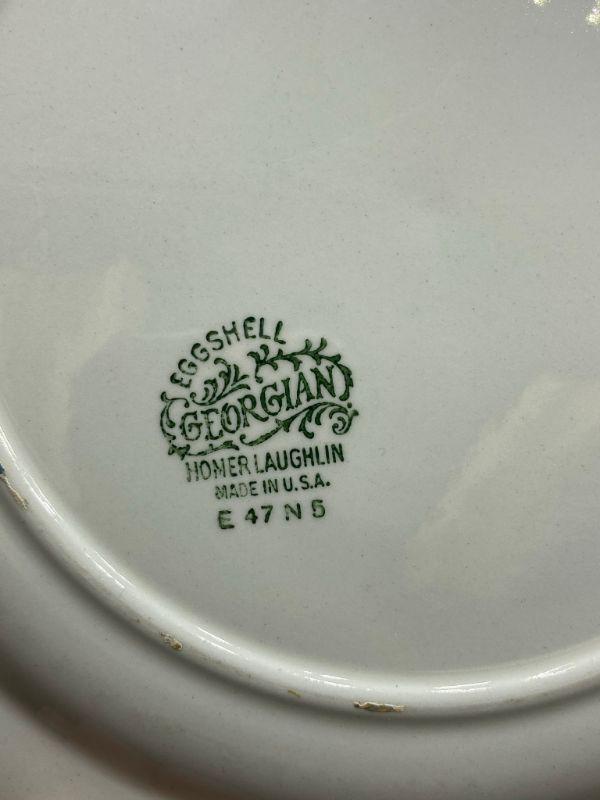 EGGSHELL
GEORGIAN
HOMER LAUGHLIN
MADE IN U.S.A.
E 47 N 5